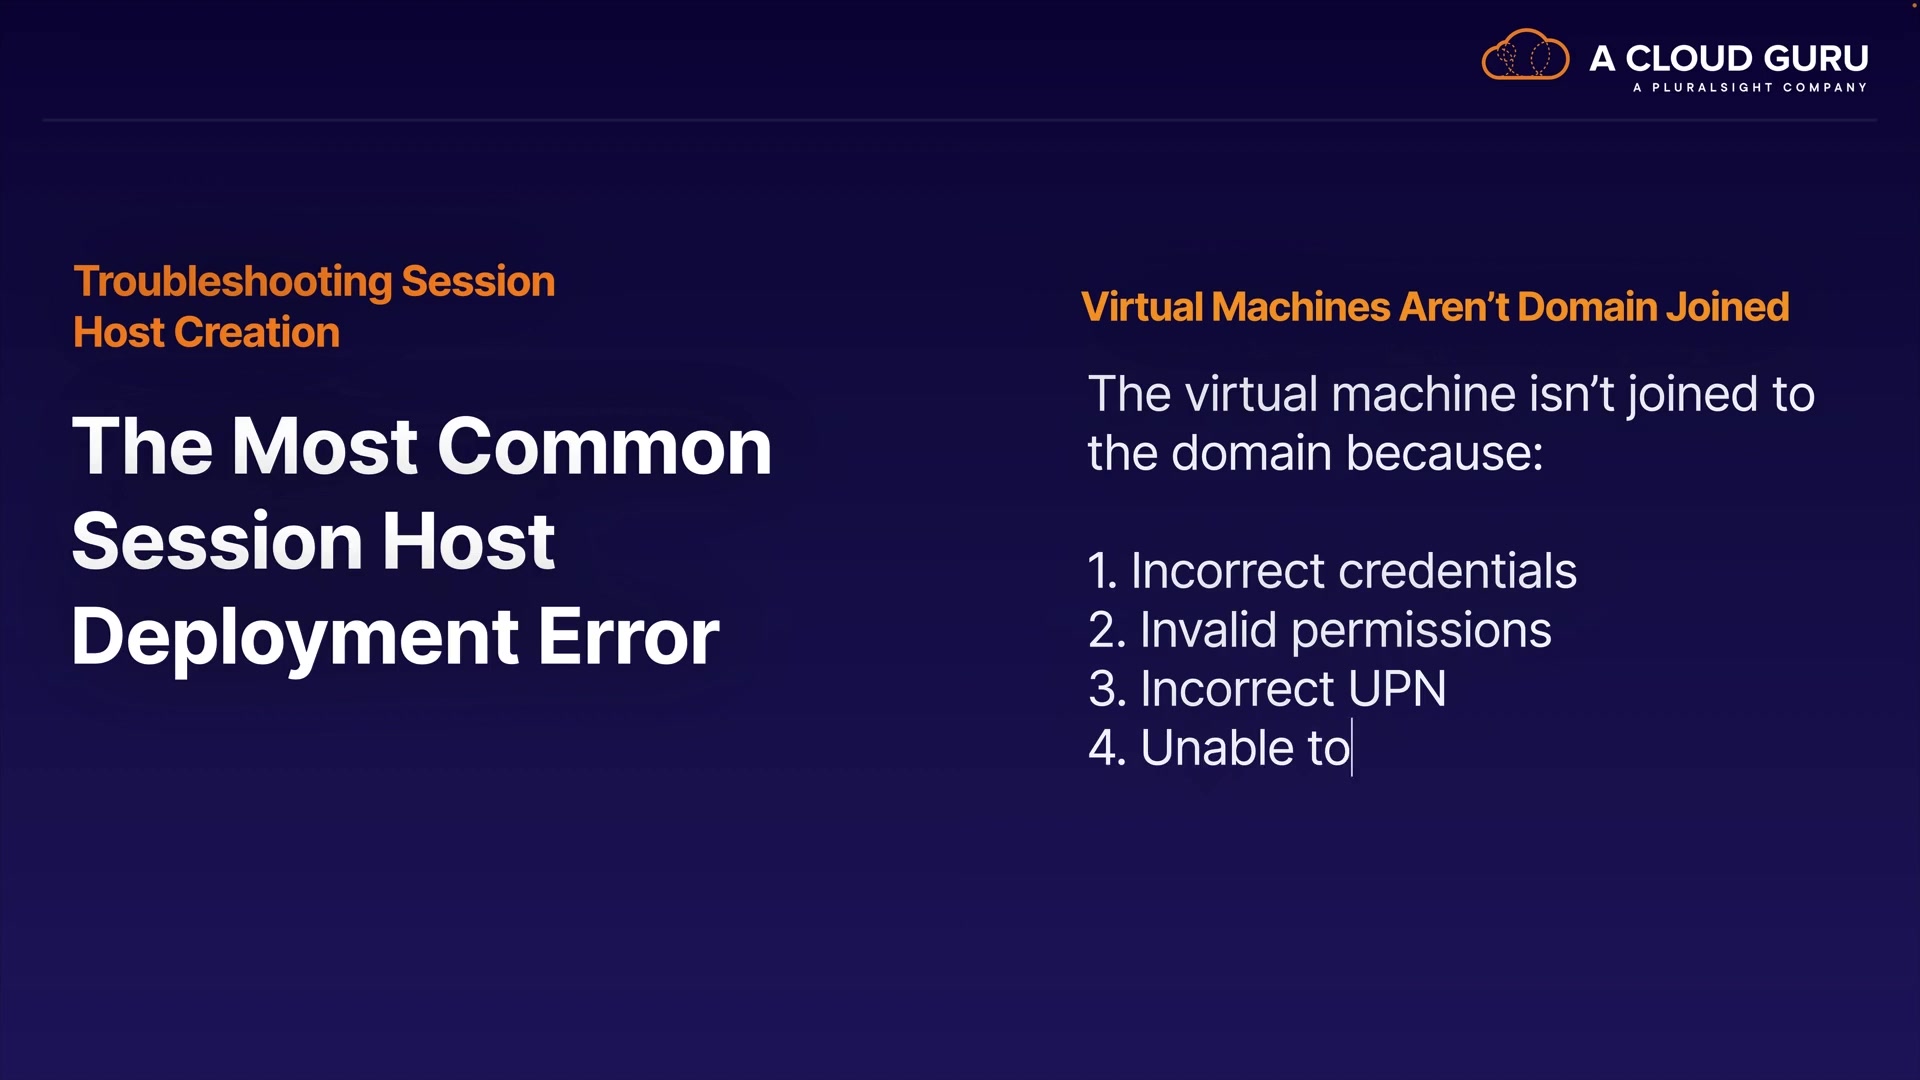 A CLOUD GURU
A PLURALSIGHT COMPANY
Troubleshooting Session
Host Creation
The Most Common
Session Host
Deployment Error
Virtual Machines Aren’t Domain Joined
The virtual machine isn’t joined to
the domain because:
1. Incorrect credentials
2. Invalid permissions
3. Incorrect UPN
4. Unable to